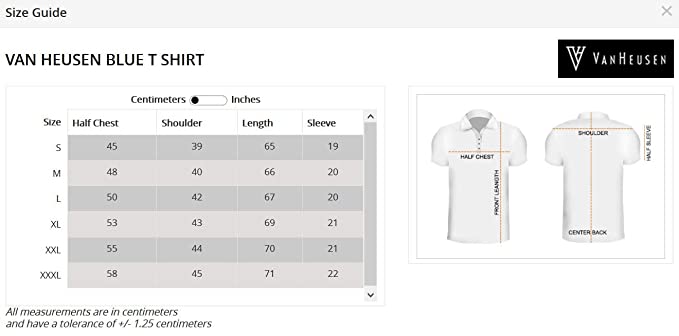 Size Guide
VAN HEUSEN BLUE T SHIRT
VANHEUSEN
Centimeters Inches
Size Half Chest Shoulder Length Sleeve
S 45 39 65 19
M 48 40 66 20
L 50 42 67 20
XL 53 43 69 21
XXL 55 44 70 21
XXXL 58 45 71 22
HALF CHEST
FRONT LEANGTH
SHOULDER
HALF SLEEVE
CENTER BACK
All measurements are in centimeters
and have a tolerance of +/- 1.25 centimeters